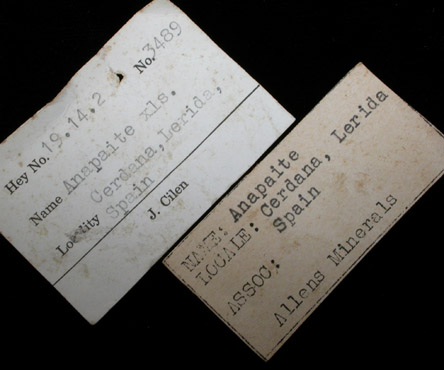 Hey No. 19.14.2 No. 3489
Name Anapaite xls.
Cerdana, Lerida,
Locality Spain
J. Cilen
NAME: Anapaite
LOCALE: Cerdana, Lerida
Spain
ASSOC:
Allens Minerals